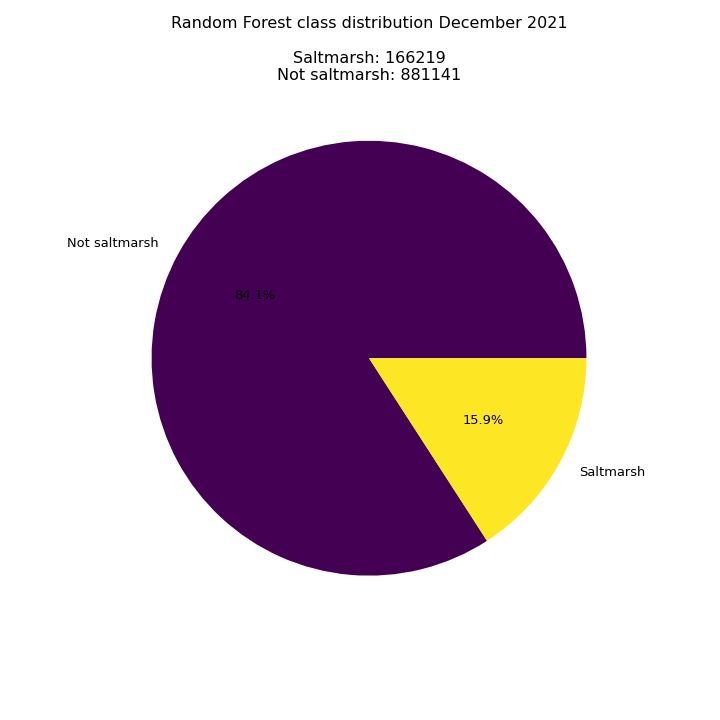 Random Forest class distribution December 2021
Saltmarsh: 166219
Not saltmarsh: 881141
Not saltmarsh
84.1%
15.9%
Saltmarsh